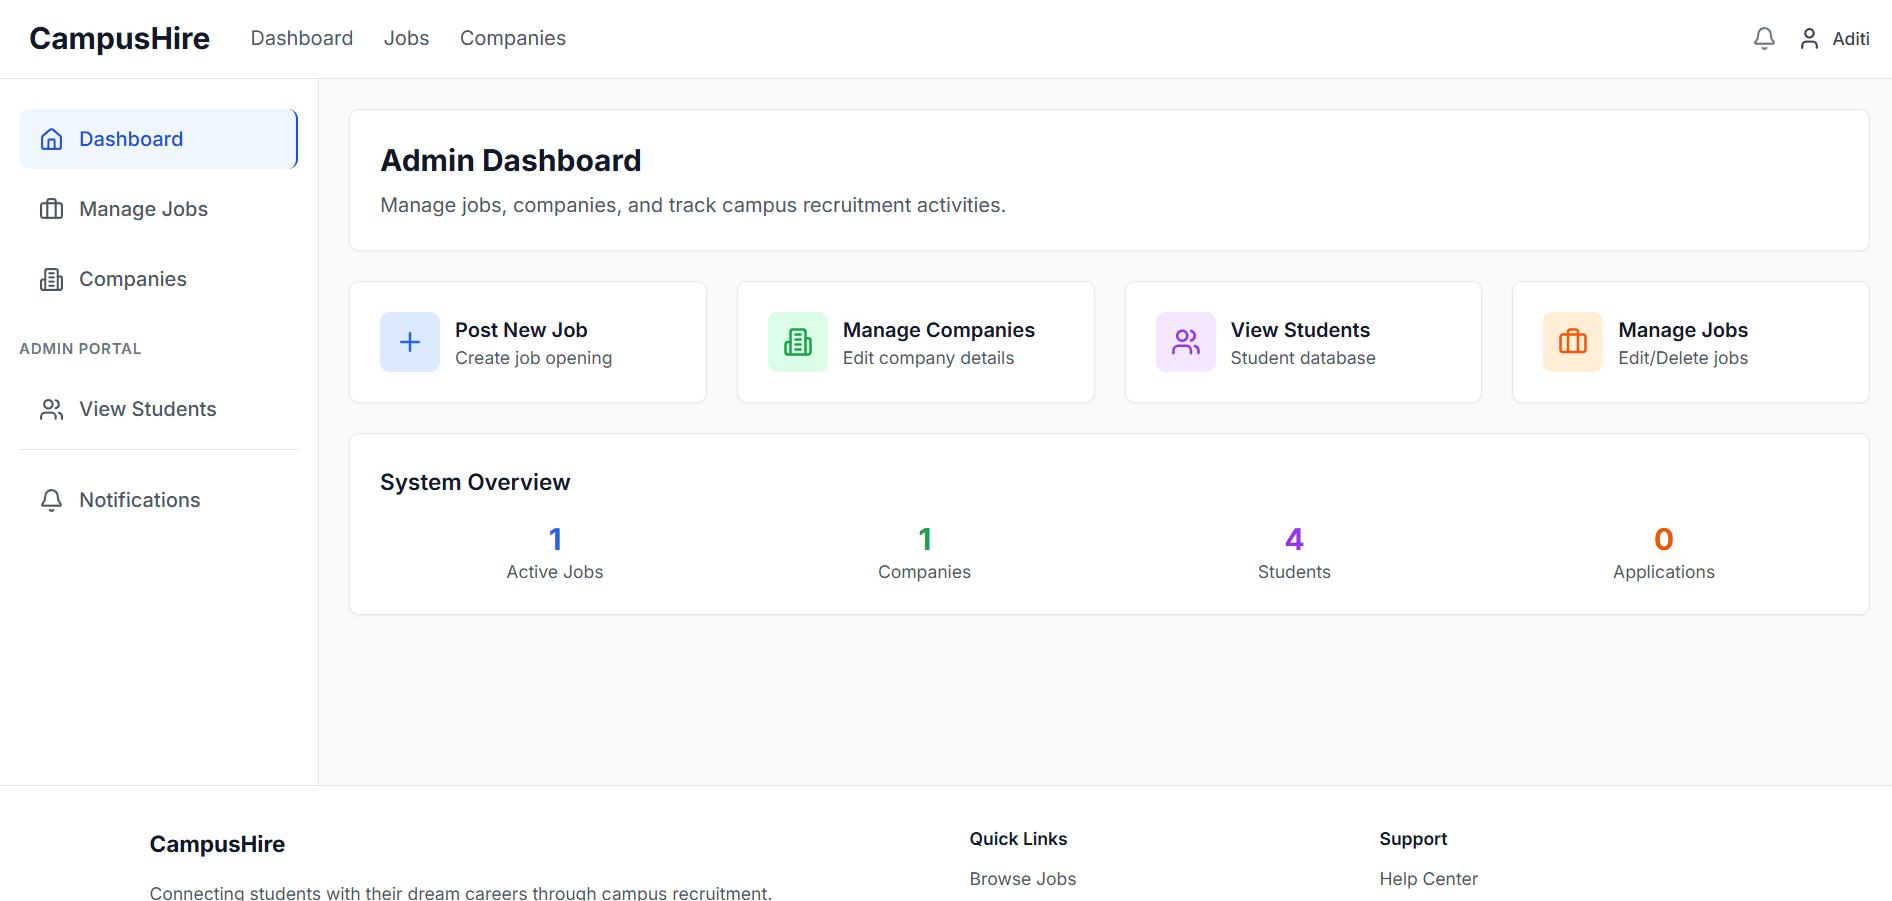 CampusHire Dashboard Jobs Companies Aditi
Dashboard
Manage Jobs
Companies
ADMIN PORTAL
View Students
Notifications
Admin Dashboard
Manage jobs, companies, and track campus recruitment activities.
Post New Job
Create job opening
Manage Companies
Edit company details
View Students
Student database
Manage Jobs
Edit/Delete jobs
System Overview
1
Active Jobs
1
Companies
4
Students
0
Applications
CampusHire
Connecting students with their dream careers through campus recruitment.
Quick Links
Browse Jobs
Support
Help Center